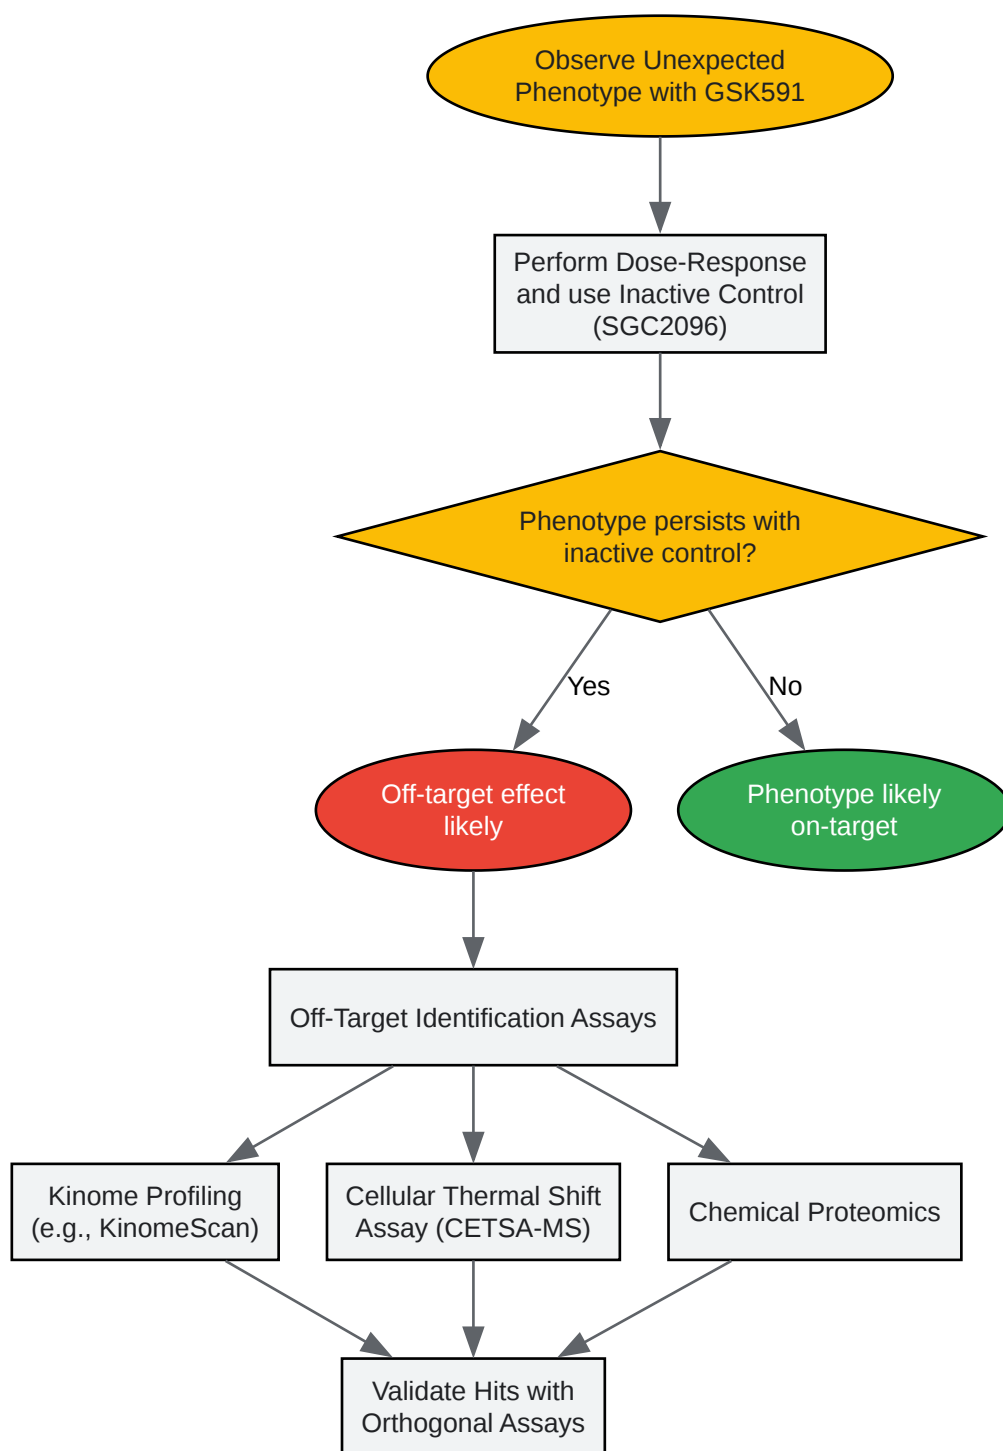 Observe Unexpected
Phenotype with GSK591
Perform Dose-Response
and use Inactive Control
(SGC2096)
Phenotype persists with
inactive control?
Yes
No
Off-target effect
likely
Phenotype likely
on-target
Off-Target Identification Assays
Kinome Profiling
(e.g., KinomeScan)
Cellular Thermal Shift
Assay (CETSA-MS)
Chemical Proteomics
Validate Hits with
Orthogonal Assays